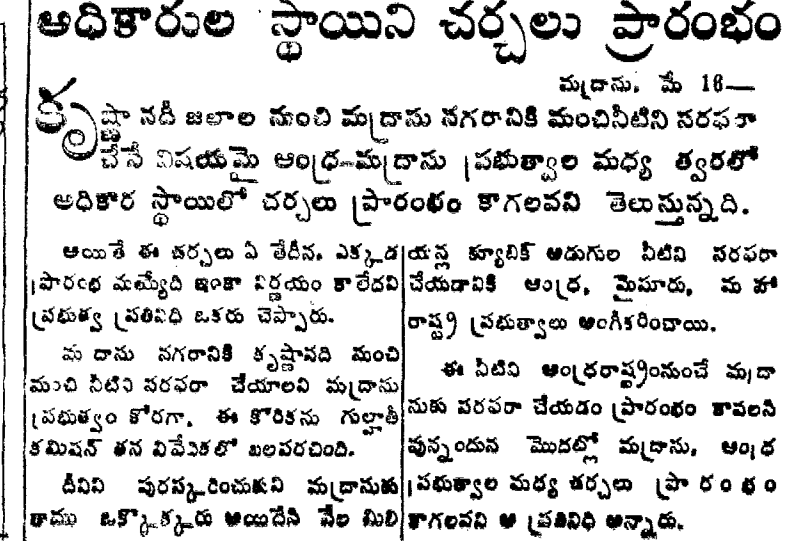 అధికారుల స్థాయిని చర్చలు ప్రారంభం
మద్రాసు, మే 16—
కృష్ణా నదీ జలాల నుంచి మద్రాసు నగరానికి మంచినీటిని సరఫరా
చేసే విషయమై ఆంధ్ర-మద్రాసు ప్రభుత్వాల మధ్య త్వరలో
అధికార స్థాయిలో చర్చలు ప్రారంభం కాగలవని తెలుస్తున్నది.
అయితే ఈ చర్చలు ఏ తేదీన, ఎక్కడ
ప్రారంభ మయ్యేది ఇంకా నిర్ణయం కాలేదని
ప్రభుత్వ ప్రతినిధి ఒకరు చెప్పారు.
మద్రాసు నగరానికి కృష్ణానది నుంచి
మంచి నీటిని సరఫరా చేయాలని మద్రాసు
ప్రభుత్వం కోరగా, ఈ కోరికను గుల్హాతీ
కమిషన్ తన నివేదికలో బలపరచింది.
దీనిని పురస్కరించుకుని మద్రాసుకు
తాము ఒక్కొక్కరు అయిదేసి వేల మిలి
యన్ల క్యూబిక్ అడుగుల నీటిని సరఫరా
చేయడానికి ఆంధ్ర, మైసూరు, మహా
రాష్ట్ర ప్రభుత్వాలు అంగీకరించాయి.
ఈ నీటిని ఆంధ్రరాష్ట్రంనుంచే మద్రా
సుకు సరఫరా చేయడం ప్రారంభం కావలసి
వున్నందున మొదట్లో మద్రాసు, ఆంధ్ర
ప్రభుత్వాల మధ్య చర్చలు ప్రారంభం
కాగలవని ఆ ప్రతినిధి అన్నారు.